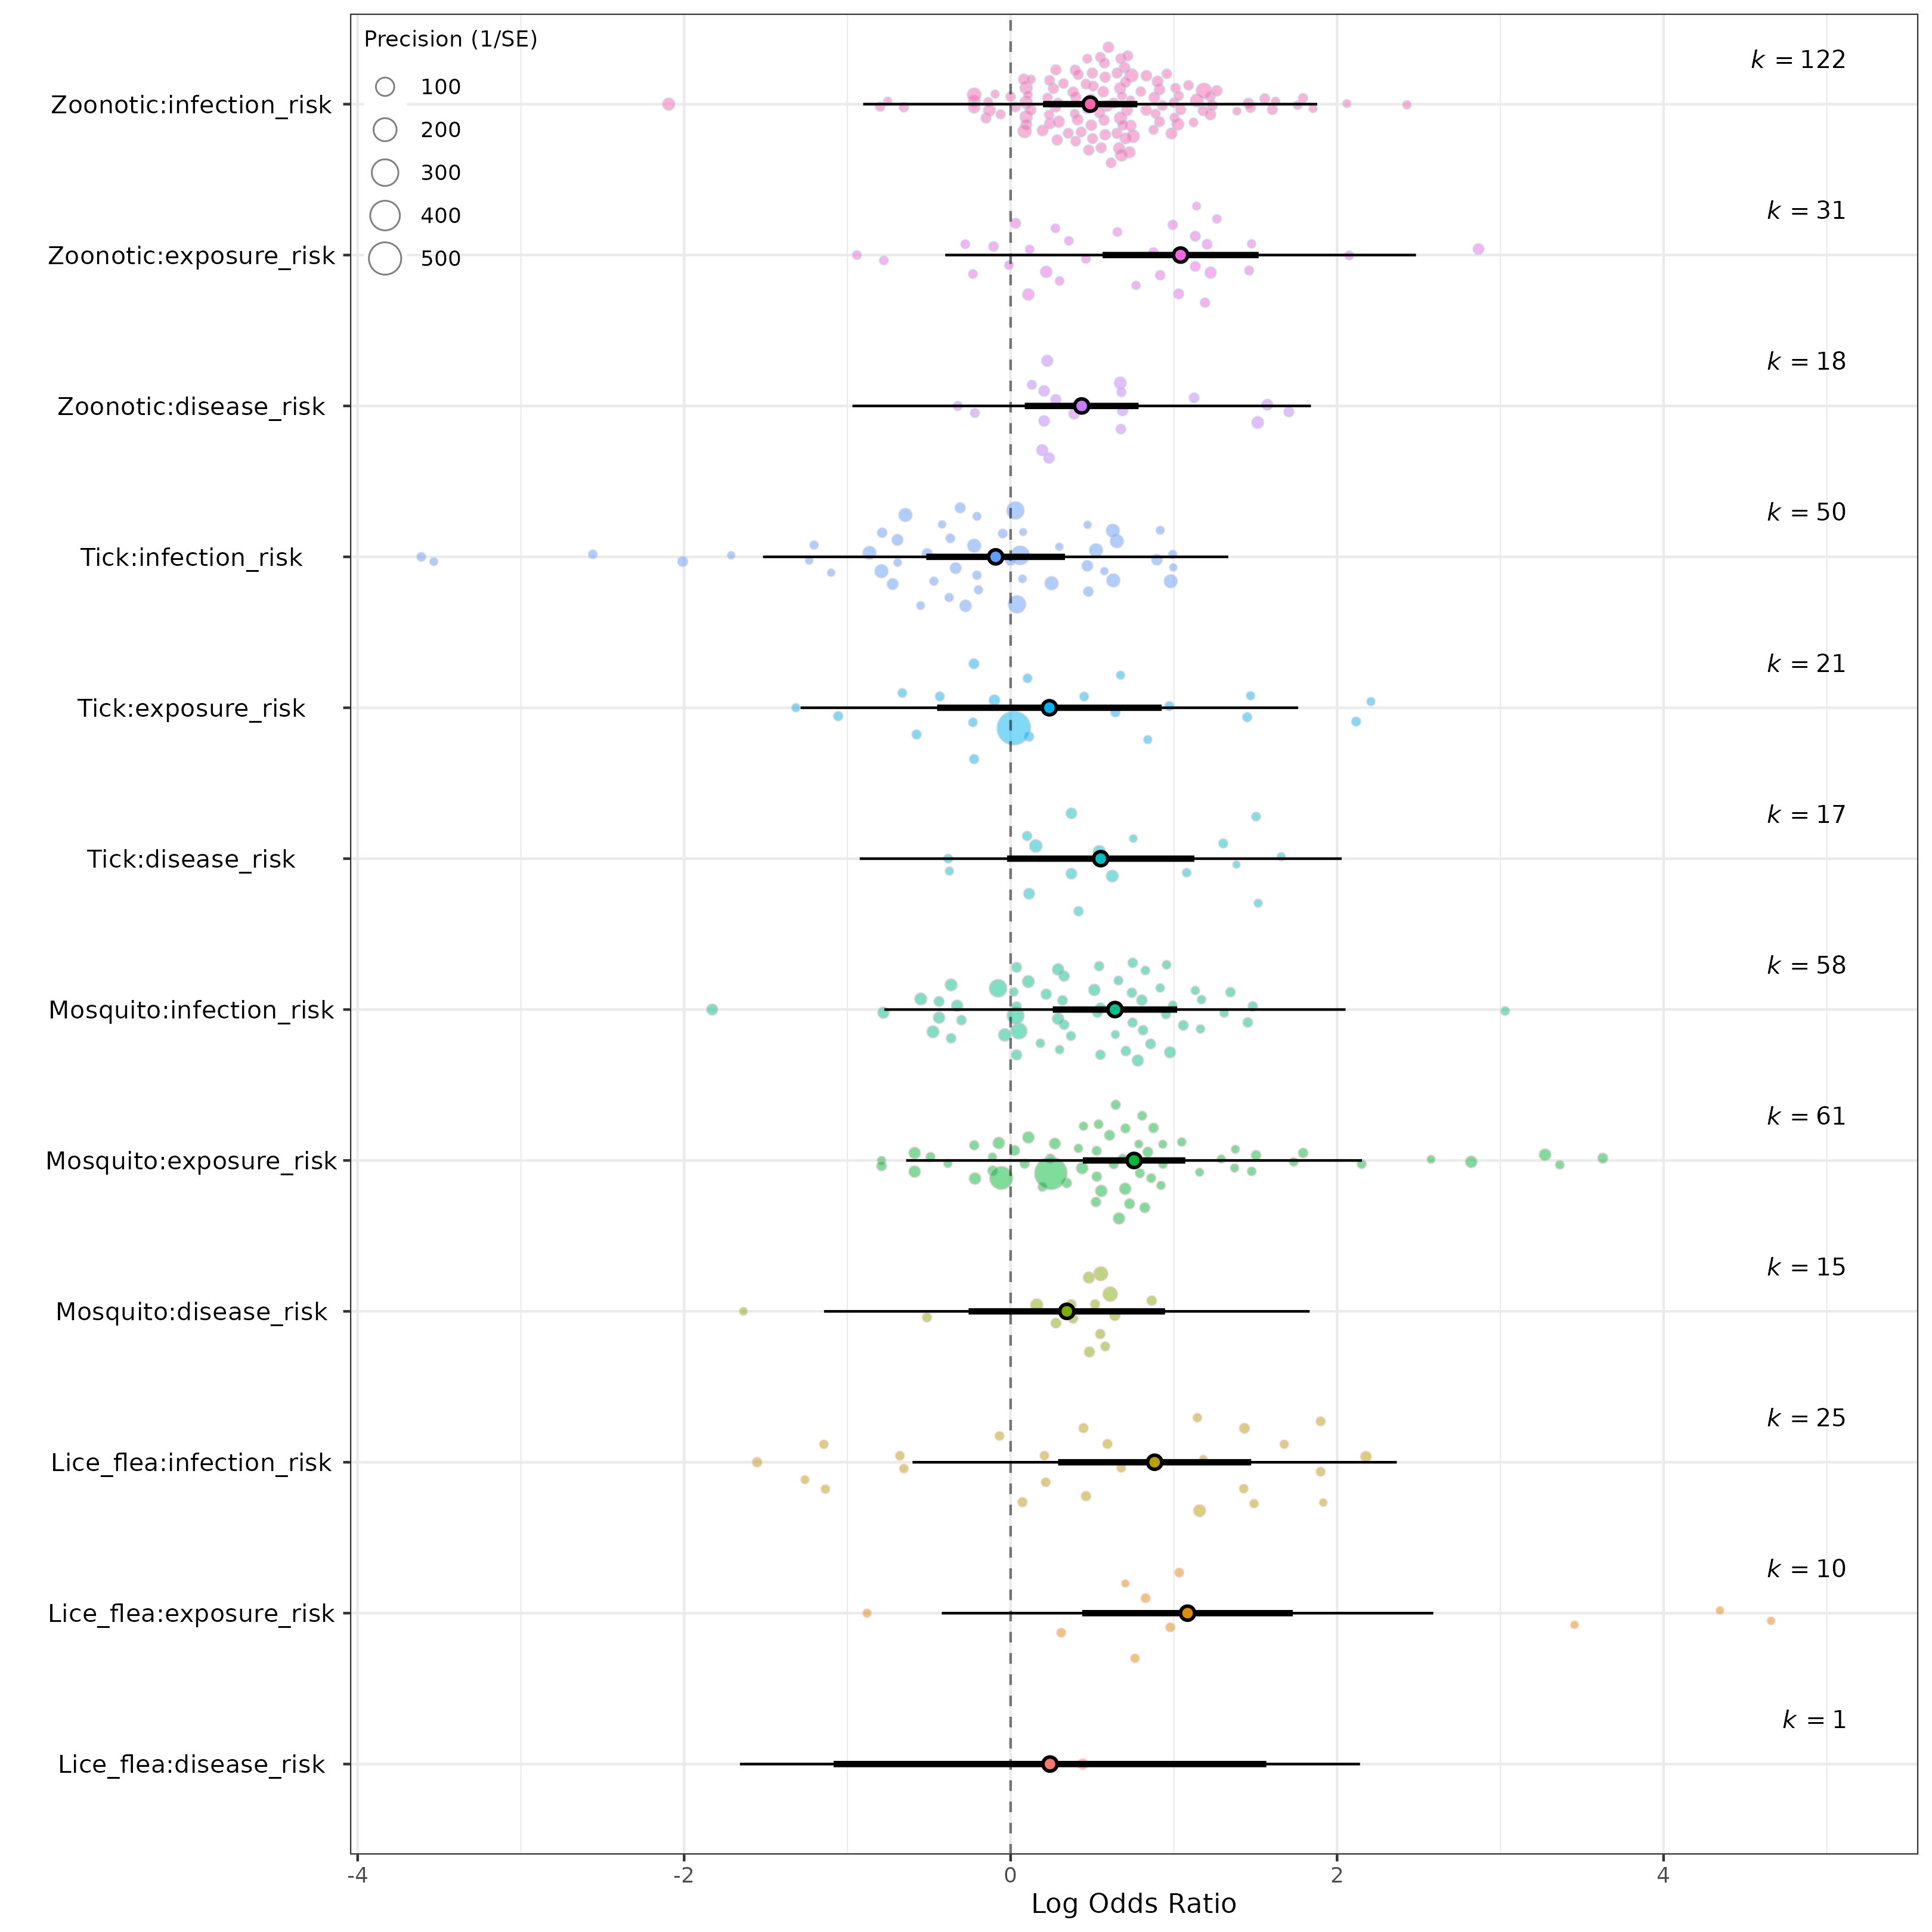 Precision (1/SE)
100
200
300
400
500
Zoonotic:infection_risk
k = 122
Zoonotic:exposure_risk
k = 31
Zoonotic:disease_risk
k = 18
Tick:infection_risk
k = 50
Tick:exposure_risk
k = 21
Tick:disease_risk
k = 17
Mosquito:infection_risk
k = 58
Mosquito:exposure_risk
k = 61
Mosquito:disease_risk
k = 15
Lice_flea:infection_risk
k = 25
Lice_flea:exposure_risk
k = 10
Lice_flea:disease_risk
k = 1
-4 -2 0 2 4
Log Odds Ratio